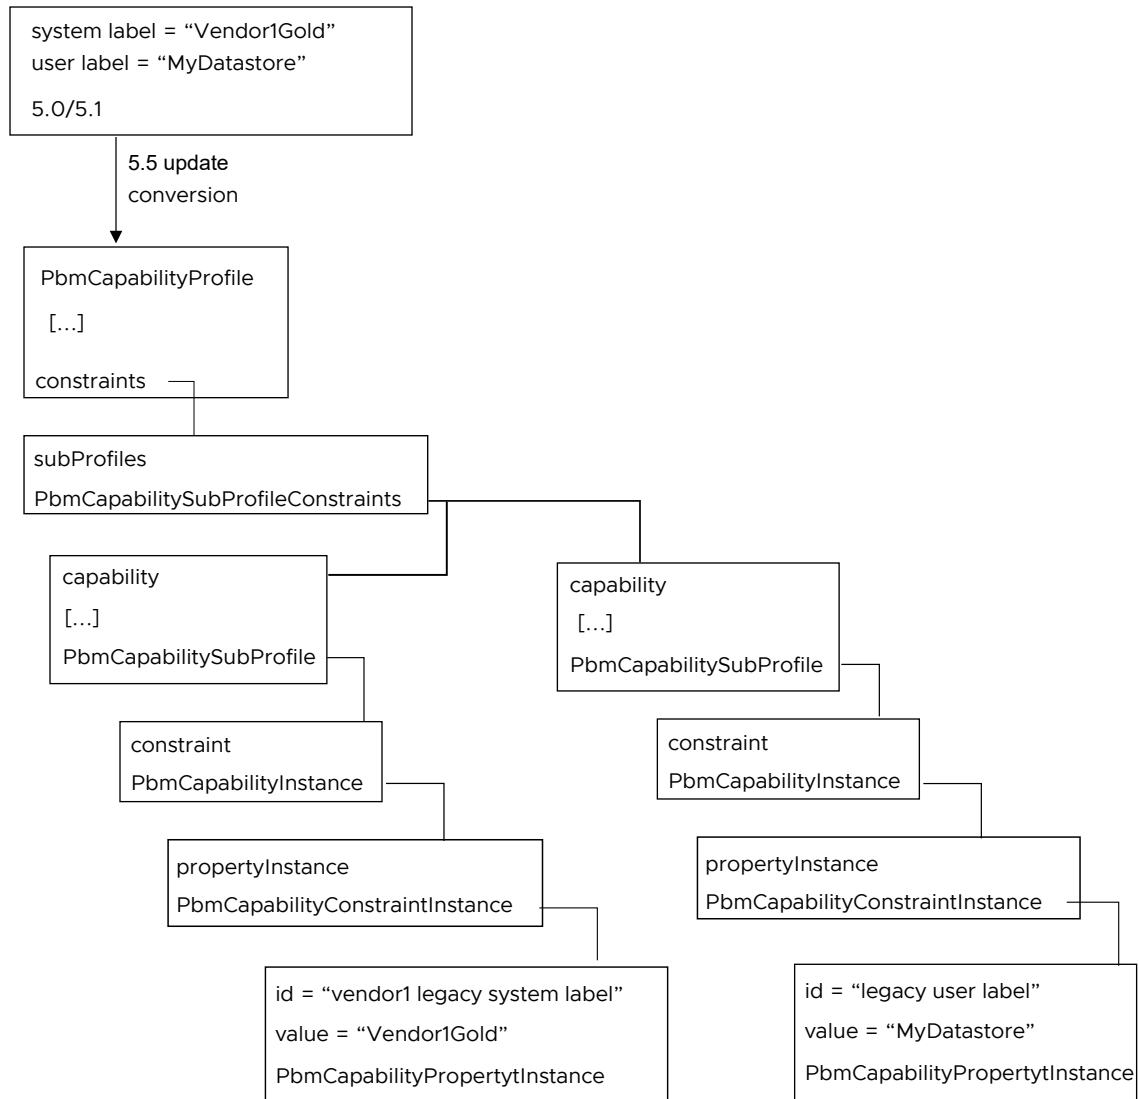 system label = “Vendor1Gold”
user label = “MyDatastore”
5.0/5.1
5.5 update
conversion
PbmCapabilityProfile
[...]
constraints
subProfiles
PbmCapabilitySubProfileConstraints
capability
[...]
PbmCapabilitySubProfile
constraint
PbmCapabilityInstance
propertyInstance
PbmCapabilityConstraintInstance
id = “vendor1 legacy system label”
value = “Vendor1Gold”
PbmCapabilityPropertytInstance
capability
[...]
PbmCapabilitySubProfile
constraint
PbmCapabilityInstance
propertyInstance
PbmCapabilityConstraintInstance
id = “legacy user label”
value = “MyDatastore”
PbmCapabilityPropertytInstance